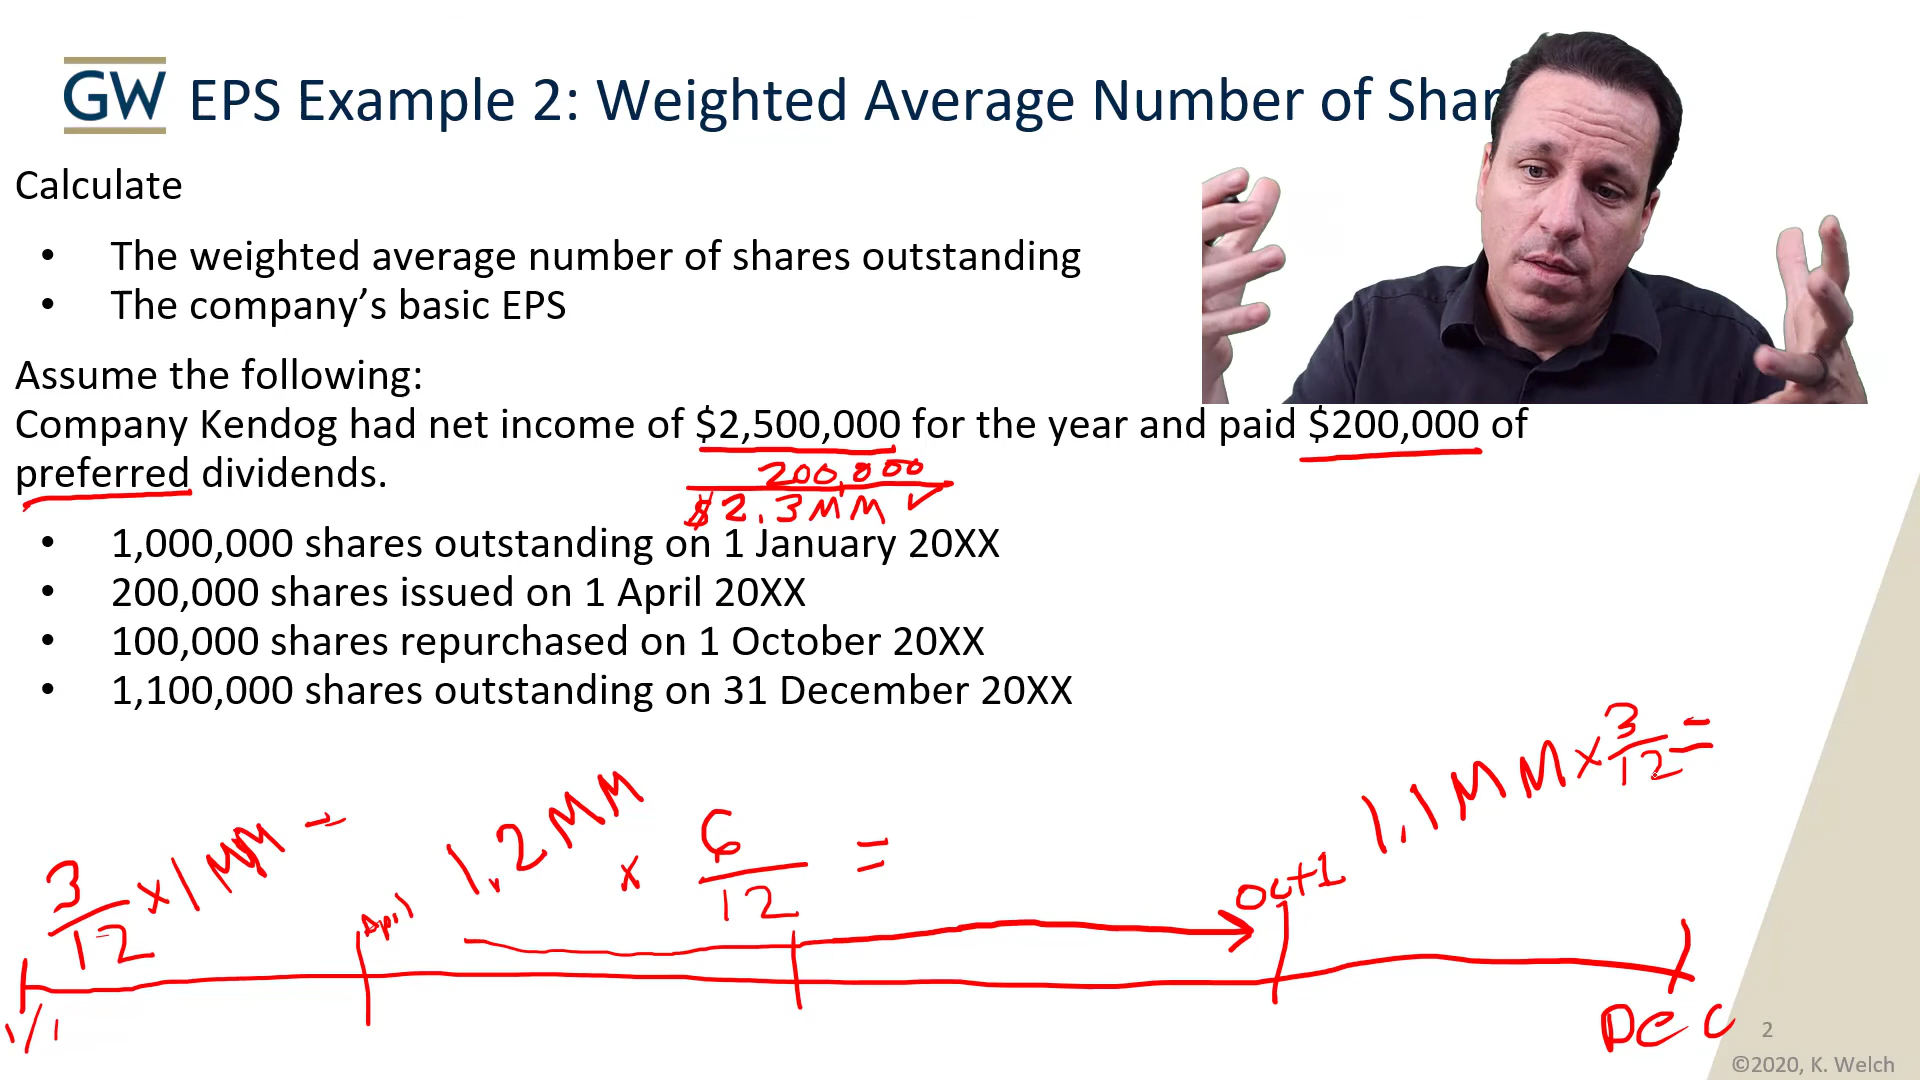 GW EPS Example 2: Weighted Average Number of Shar
Calculate
• The weighted average number of shares outstanding
• The company’s basic EPS
Assume the following:
Company Kendog had net income of $2,500,000 for the year and paid $200,000 of
preferred dividends.
200,000
$2.3MM
• 1,000,000 shares outstanding on 1 January 20XX
• 200,000 shares issued on 1 April 20XX
• 100,000 shares repurchased on 1 October 20XX
• 1,100,000 shares outstanding on 31 December 20XX
3/12 x 1MM =
1.2MM x 6/12 =
1.1MM x 3/12 =
April
Oct 1
1/1
Dec
2
©2020, K. Welch